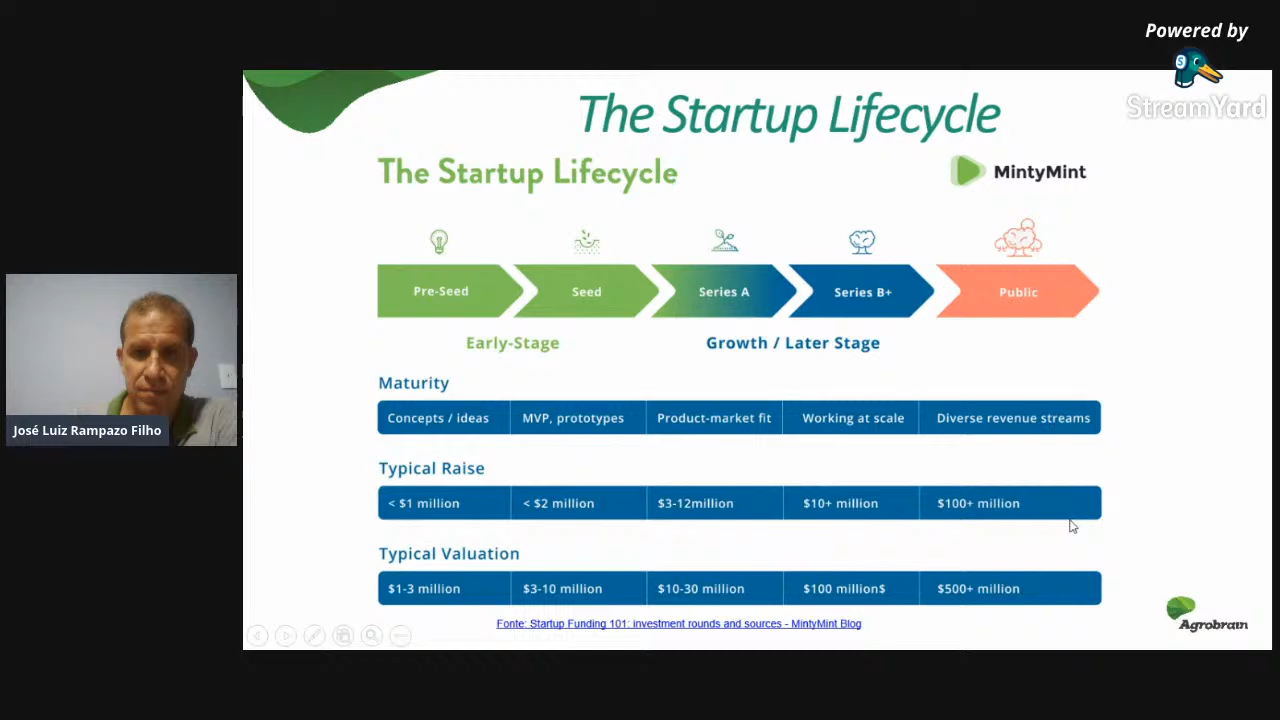 Powered by
StreamYard
The Startup Lifecycle
The Startup Lifecycle
MintyMint
Pre-Seed
Seed
Series A
Series B+
Public
Early-Stage
Growth / Later Stage
Maturity
Concepts / ideas
MVP, prototypes
Product-market fit
Working at scale
Diverse revenue streams
Typical Raise
< $1 million
< $2 million
$3-12million
$10+ million
$100+ million
Typical Valuation
$1-3 million
$3-10 million
$10-30 million
$100 million$
$500+ million
Fonte: Startup Funding 101: investment rounds and sources - MintyMint Blog
Agrobrain
José Luiz Rampazo Filho